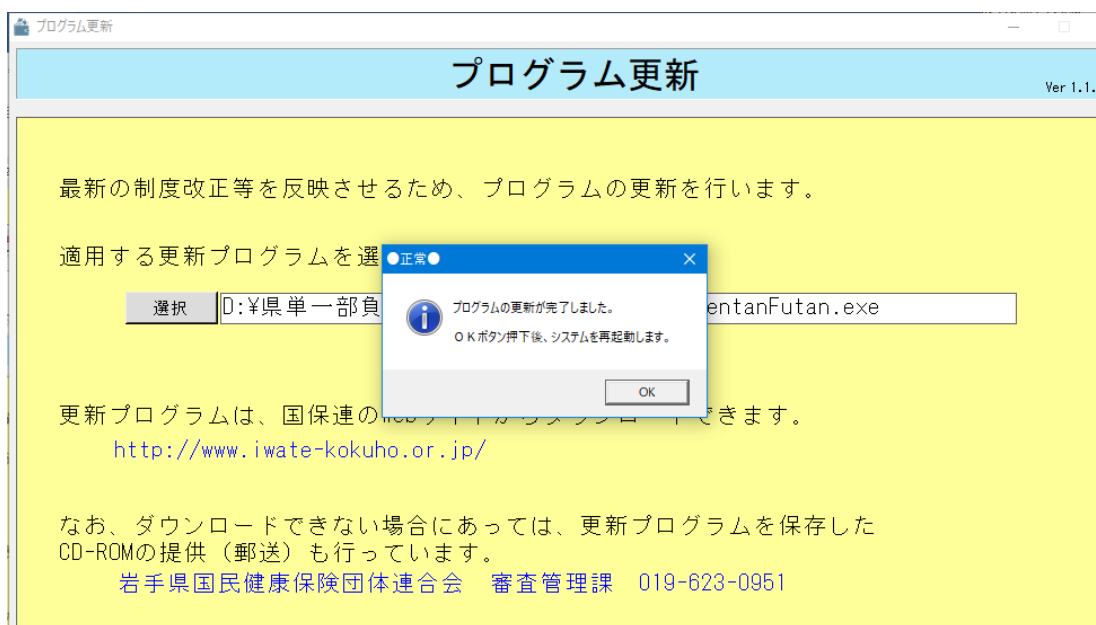 プログラム更新
プログラム更新
Ver 1.1.
最新の制度改正等を反映させるため、プログラムの更新を行います。
適用する更新プログラムを選
選択
D:¥県単一部負
entanFutan.exe
●正常●
プログラムの更新が完了しました。
OKボタン押下後、システムを再起動します。
OK
更新プログラムは、国保連の
できます。
http://www.iwate-kokuho.or.jp/
なお、ダウンロードできない場合にあっては、更新プログラムを保存した
CD-ROMの提供（郵送）も行っています。
岩手県国民健康保険団体連合会 審査管理課 019-623-0951